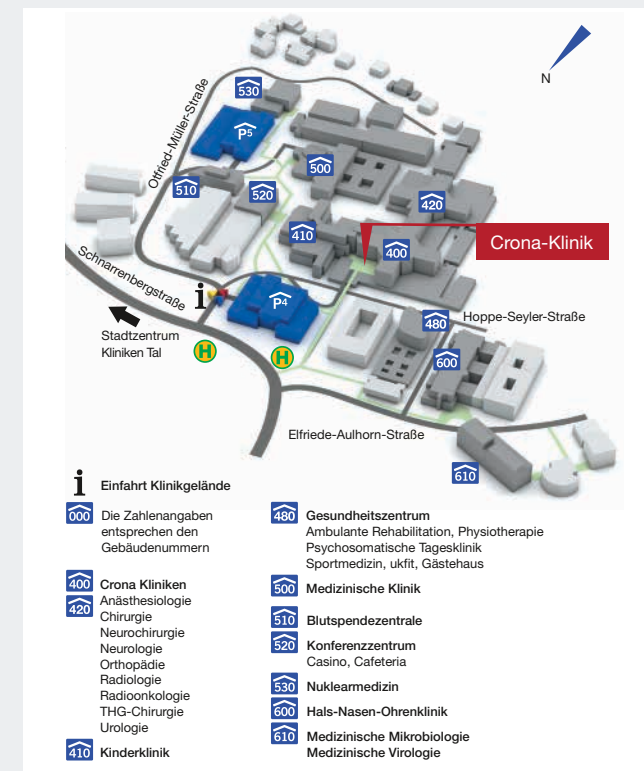 N
530
Otfried-Müller-Straße
P5
500
510
520
420
410
Crona-Klinik
400
Schnarrenbergstraße
i
P4
Hoppe-Seyler-Straße
480
Stadtzentrum
Kliniken Tal
H
H
600
Elfriede-Aulhorn-Straße
610
i Einfahrt Klinikgelände
000 Die Zahlenangaben
entsprechen den
Gebäudenummern
400 Crona Kliniken
420 Anästhesiologie
Chirurgie
Neurochirurgie
Neurologie
Orthopädie
Radiologie
Radioonkologie
THG-Chirurgie
Urologie
410 Kinderklinik
480 Gesundheitszentrum
Ambulante Rehabilitation, Physiotherapie
Psychosomatische Tagesklinik
Sportmedizin, ukfit, Gästehaus
500 Medizinische Klinik
510 Blutspendezentrale
520 Konferenzzentrum
Casino, Cafeteria
530 Nuklearmedizin
600 Hals-Nasen-Ohrenklinik
610 Medizinische Mikrobiologie
Medizinische Virologie